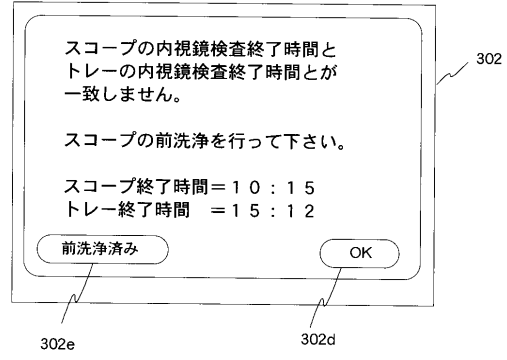 スコープの内視鏡検査終了時間と
トレーの内視鏡検査終了時間とが
一致しません。
スコープの前洗浄を行って下さい。
スコープ終了時間＝１０：１５
トレー終了時間　＝１５：１２
前洗浄済み
OK
302
302e
302d